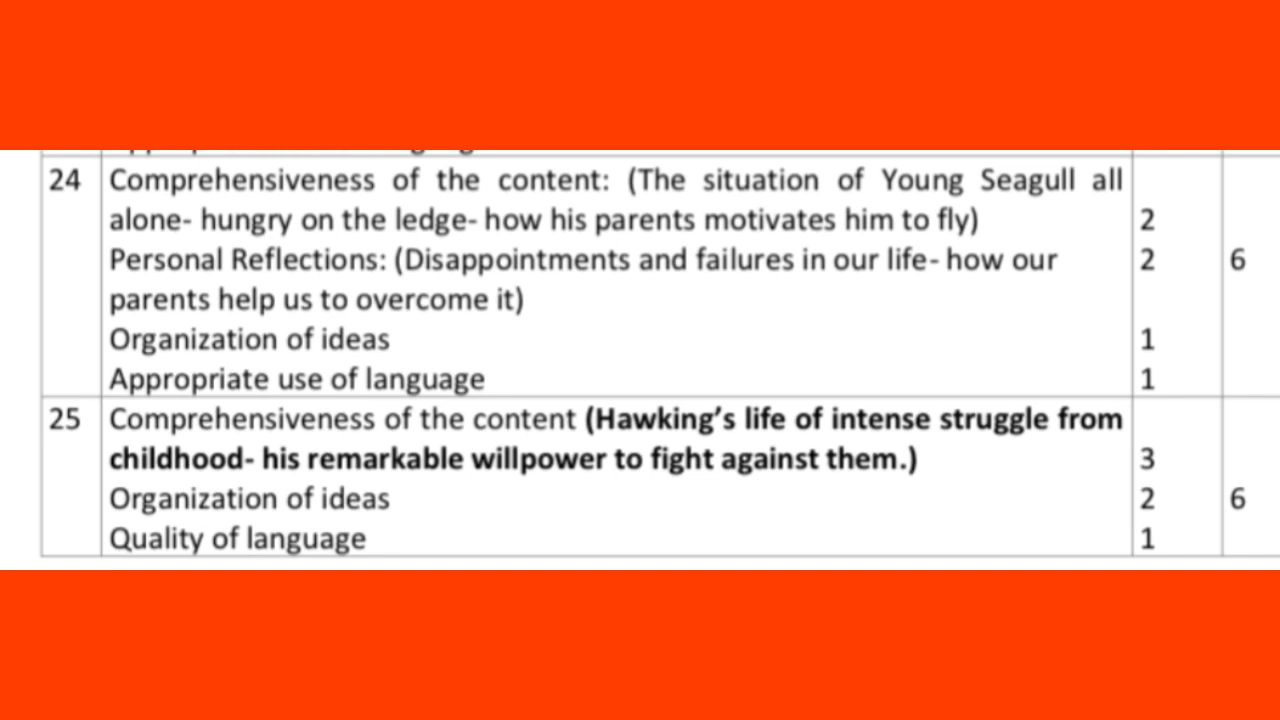 24 Comprehensiveness of the content: (The situation of Young Seagull all
alone- hungry on the ledge- how his parents motivates him to fly) 2
Personal Reflections: (Disappointments and failures in our life- how our 2 6
parents help us to overcome it)
Organization of ideas 1
Appropriate use of language 1
25 Comprehensiveness of the content (Hawking's life of intense struggle from
childhood- his remarkable willpower to fight against them.) 3
Organization of ideas 2 6
Quality of language 1